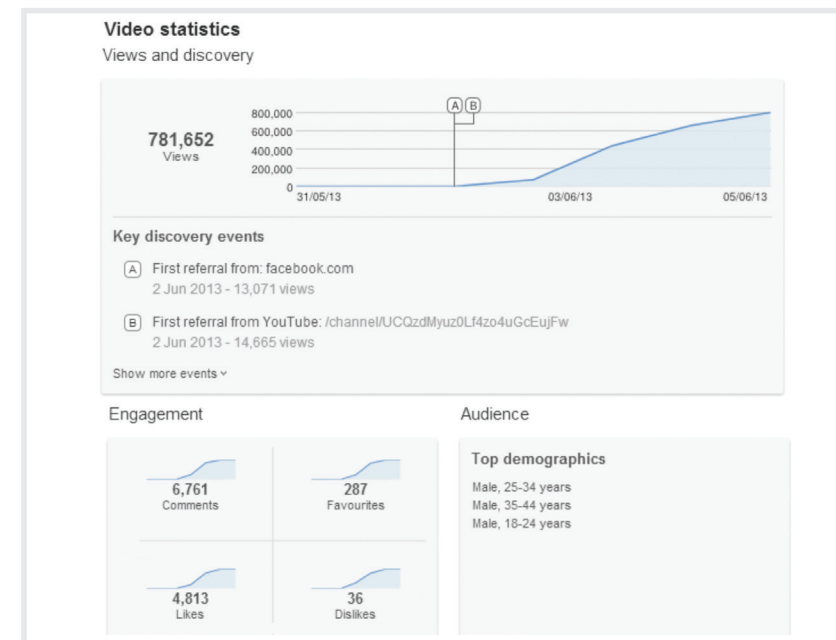 Video statistics
Views and discovery
A B
781,652
Views
800,000
600,000
400,000
200,000
0
31/05/13 03/06/13 05/06/13
Key discovery events
A First referral from: facebook.com
2 Jun 2013 - 13,071 views
B First referral from YouTube: /channel/UCQzdMyuz0Lf4zo4uGcEujFw
2 Jun 2013 - 14,665 views
Show more events
Engagement
6,761
Comments
287
Favourites
4,813
Likes
36
Dislikes
Audience
Top demographics
Male, 25-34 years
Male, 35-44 years
Male, 18-24 years